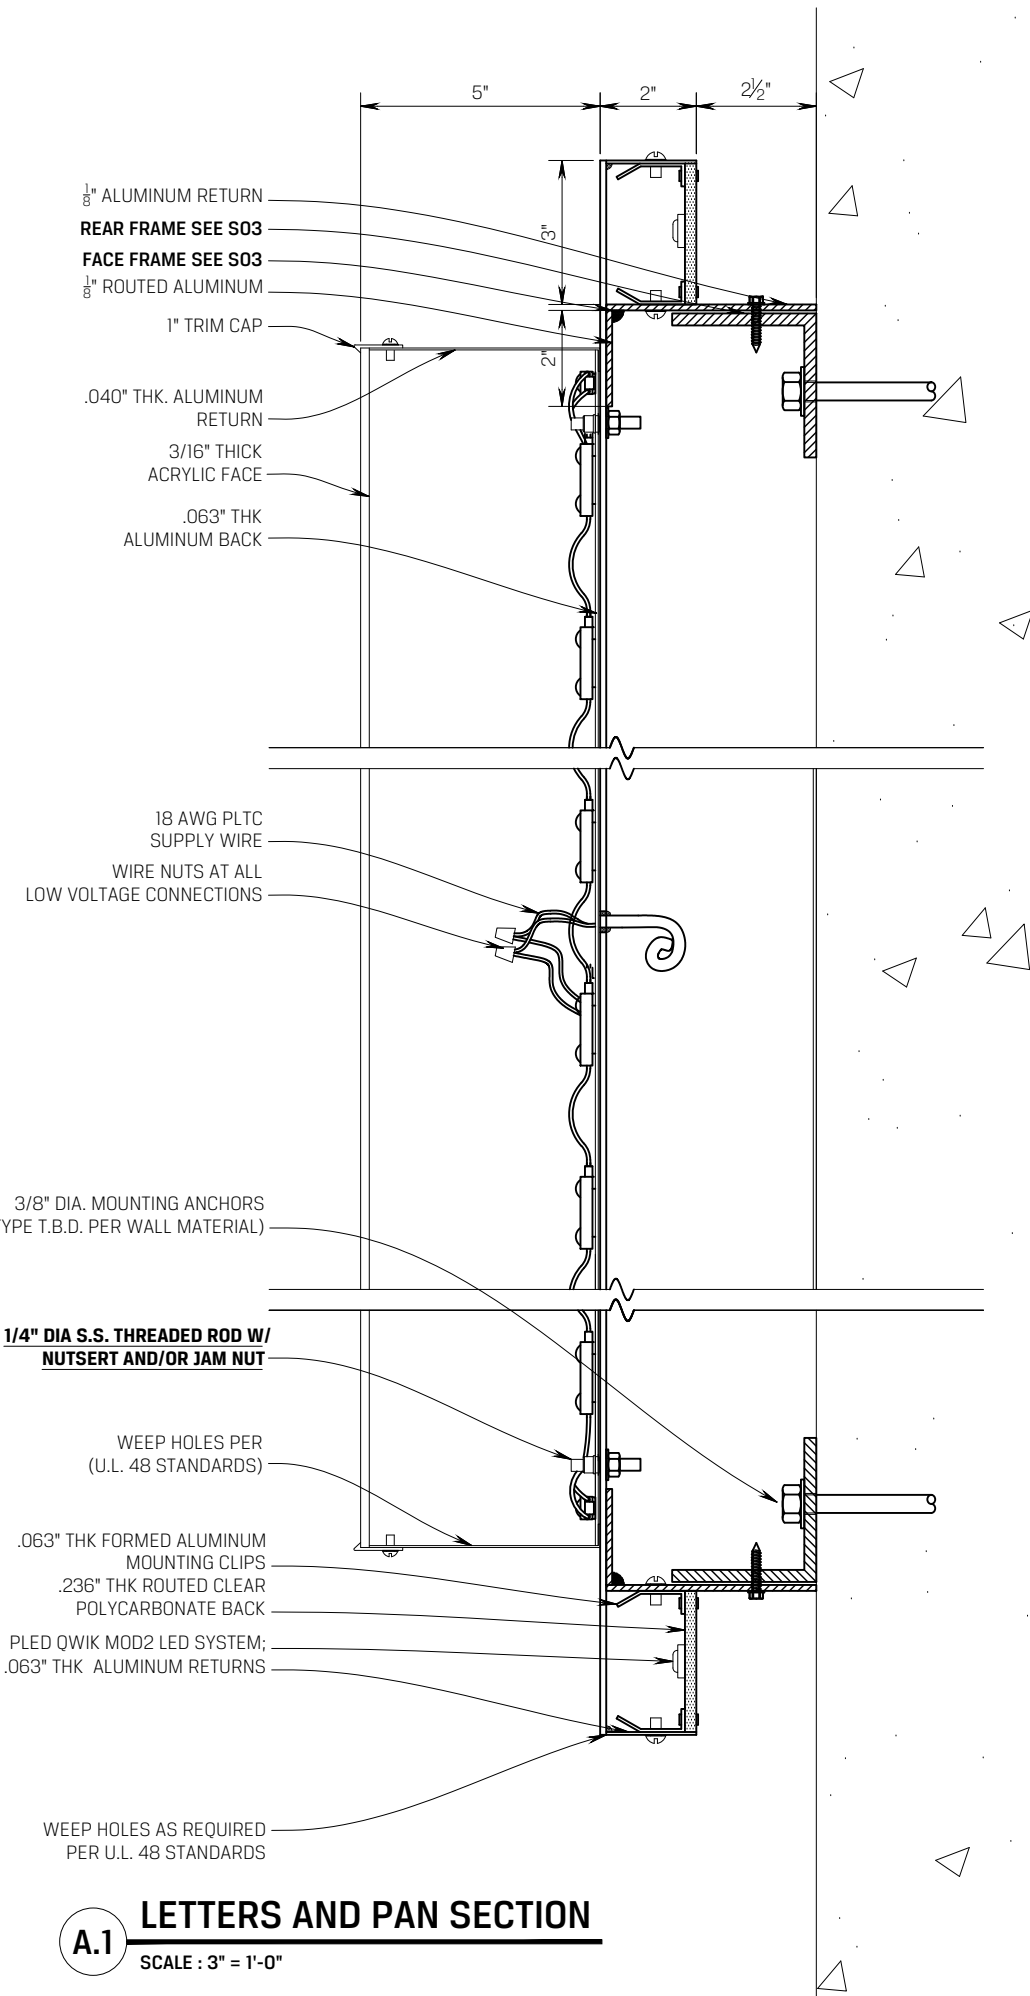 5"
2"
2½"
⅛" ALUMINUM RETURN
REAR FRAME SEE S03
3"
FACE FRAME SEE S03
⅛" ROUTED ALUMINUM
1" TRIM CAP
2"
.040" THK. ALUMINUM
RETURN
3/16" THICK
ACRYLIC FACE
.063" THK
ALUMINUM BACK
18 AWG PLTC
SUPPLY WIRE
WIRE NUTS AT ALL
LOW VOLTAGE CONNECTIONS
3/8" DIA. MOUNTING ANCHORS
YPE T.B.D. PER WALL MATERIAL)
1/4" DIA S.S. THREADED ROD W/
NUTSERT AND/OR JAM NUT
WEEP HOLES PER
(U.L. 48 STANDARDS)
.063" THK FORMED ALUMINUM
MOUNTING CLIPS
.236" THK ROUTED CLEAR
POLYCARBONATE BACK
PLED QWIK MOD2 LED SYSTEM;
.063" THK ALUMINUM RETURNS
WEEP HOLES AS REQUIRED
PER U.L. 48 STANDARDS
A.1
LETTERS AND PAN SECTION
SCALE : 3" = 1'-0"